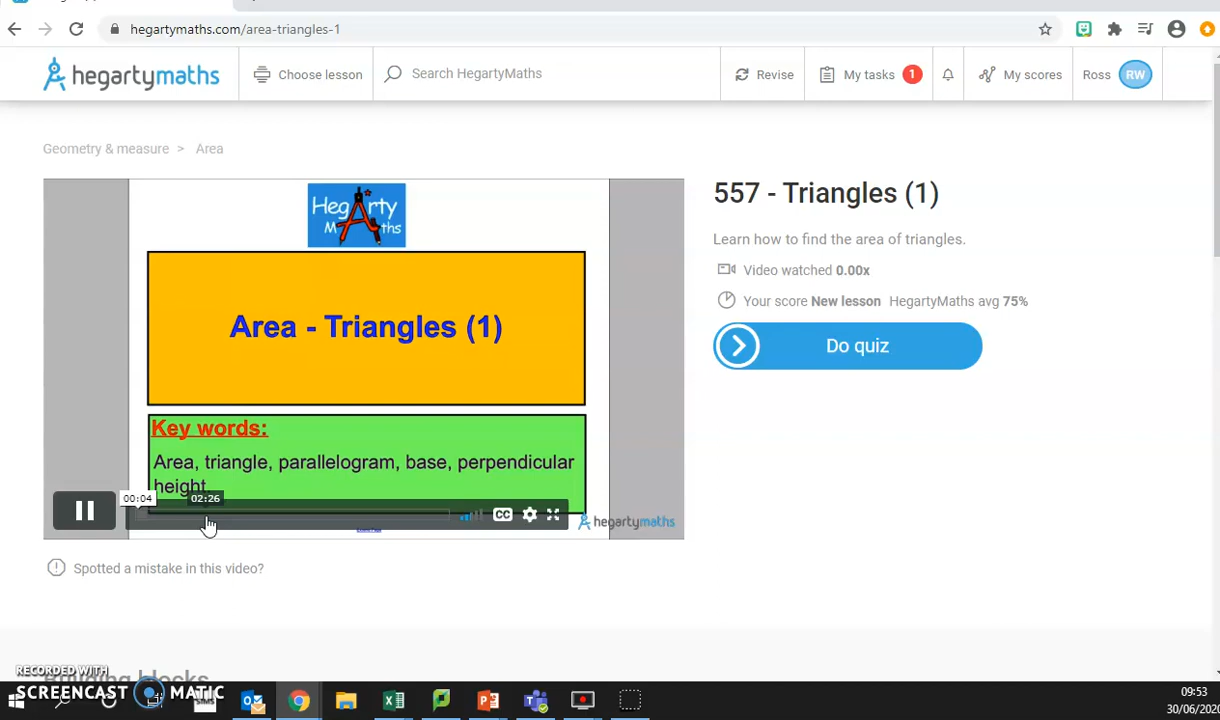 hegartymaths.com/area-triangles-1
hegartymaths
Choose lesson
Search HegartyMaths
Revise
My tasks
1
My scores
Ross
RW
Geometry & measure > Area
HegArty
Maths
Area - Triangles (1)
Key words:
Area, triangle, parallelogram, base, perpendicular
height
00:04
02:26
CC
hegartymaths
557 - Triangles (1)
Learn how to find the area of triangles.
Video watched 0.00x
Your score New lesson HegartyMaths avg 75%
Do quiz
Spotted a mistake in this video?
Building blocks
RECORDED WITH
SCREENCAST MATIC
SIMS
09:53
30/06/2020